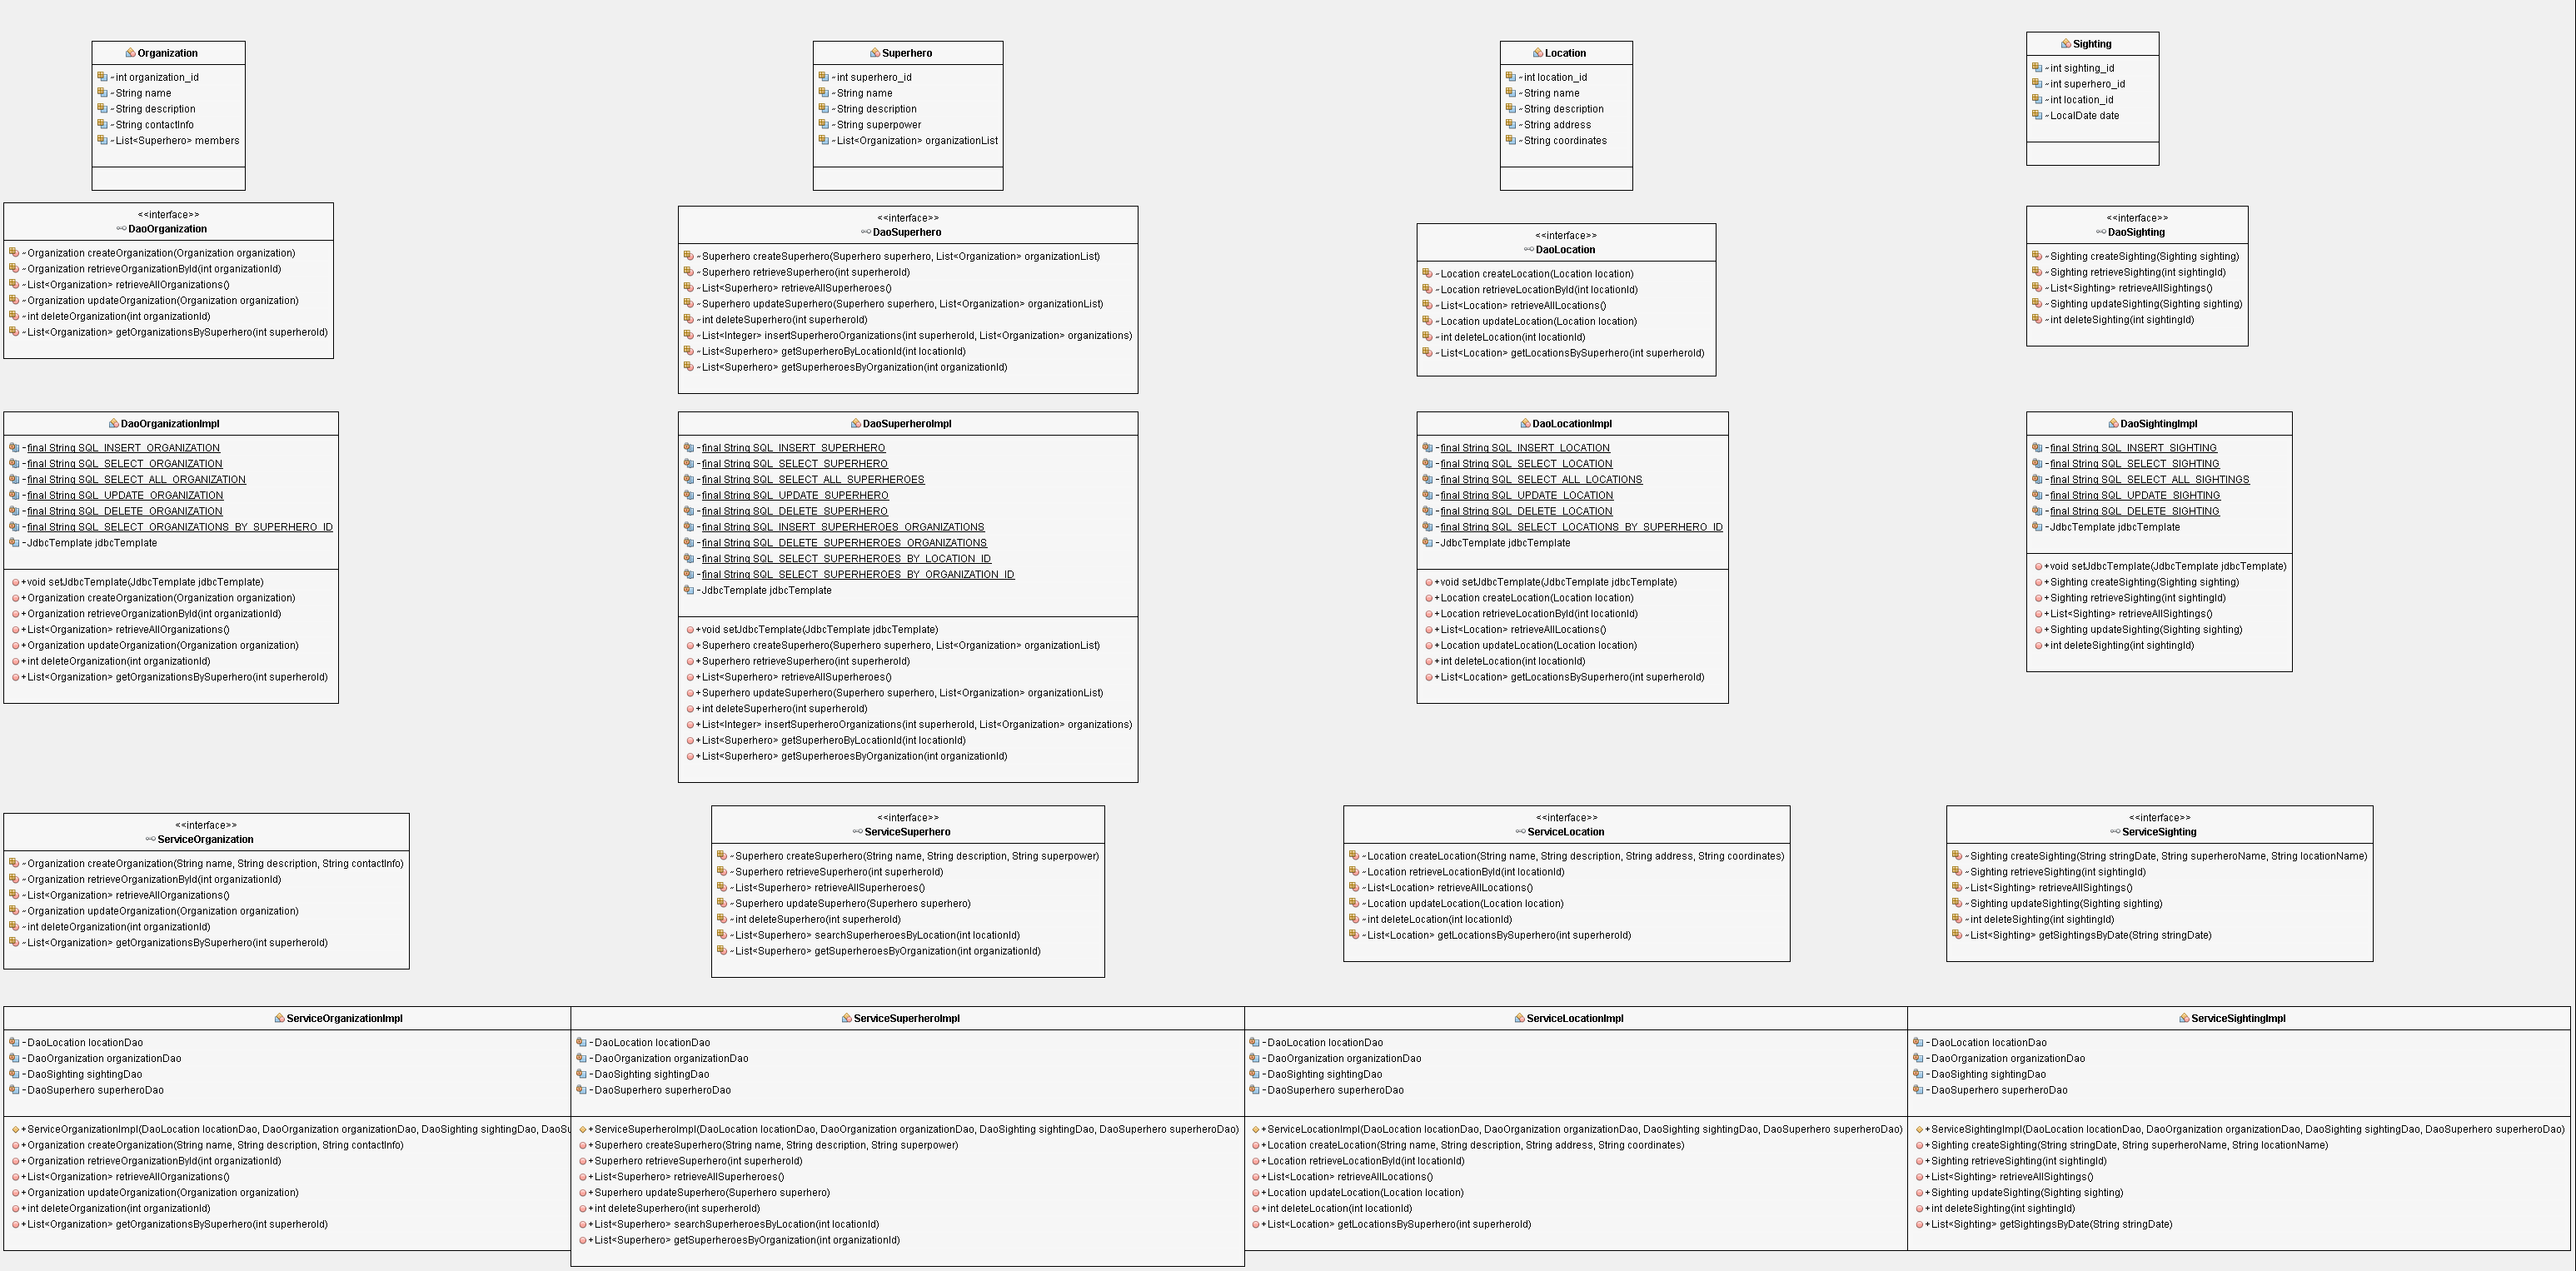 Organization
~int organization_id
~String name
~String description
~String contactInfo
~List<Superhero> members
Superhero
~int superhero_id
~String name
~String description
~String superpower
~List<Organization> organizationList
Location
~int location_id
~String name
~String description
~String address
~String coordinates
Sighting
~int sighting_id
~int superhero_id
~int location_id
~LocalDate date
<<interface>>
DaoOrganization
~Organization createOrganization(Organization organization)
~Organization retrieveOrganizationById(int organizationId)
~List<Organization> retrieveAllOrganizations()
~Organization updateOrganization(Organization organization)
~int deleteOrganization(int organizationId)
~List<Organization> getOrganizationsBySuperhero(int superheroId)
<<interface>>
DaoSuperhero
~Superhero createSuperhero(Superhero superhero, List<Organization> organizationList)
~Superhero retrieveSuperhero(int superheroId)
~List<Superhero> retrieveAllSuperheroes()
~Superhero updateSuperhero(Superhero superhero, List<Organization> organizationList)
~int deleteSuperhero(int superheroId)
~List<Integer> insertSuperheroOrganizations(int superheroId, List<Organization> organizations)
~List<Superhero> getSuperheroByLocationId(int locationId)
~List<Superhero> getSuperheroesByOrganization(int organizationId)
<<interface>>
DaoLocation
~Location createLocation(Location location)
~Location retrieveLocationById(int locationId)
~List<Location> retrieveAllLocations()
~Location updateLocation(Location location)
~int deleteLocation(int locationId)
~List<Location> getLocationsBySuperhero(int superheroId)
<<interface>>
DaoSighting
~Sighting createSighting(Sighting sighting)
~Sighting retrieveSighting(int sightingId)
~List<Sighting> retrieveAllSightings()
~Sighting updateSighting(Sighting sighting)
~int deleteSighting(int sightingId)
DaoOrganizationImpl
-final String SQL_INSERT_ORGANIZATION
-final String SQL_SELECT_ORGANIZATION
-final String SQL_SELECT_ALL_ORGANIZATION
-final String SQL_UPDATE_ORGANIZATION
-final String SQL_DELETE_ORGANIZATION
-final String SQL_SELECT_ORGANIZATIONS_BY_SUPERHERO_ID
-JdbcTemplate jdbcTemplate
+void setJdbcTemplate(JdbcTemplate jdbcTemplate)
+Organization createOrganization(Organization organization)
+Organization retrieveOrganizationById(int organizationId)
+List<Organization> retrieveAllOrganizations()
+Organization updateOrganization(Organization organization)
+int deleteOrganization(int organizationId)
+List<Organization> getOrganizationsBySuperhero(int superheroId)
DaoSuperheroImpl
-final String SQL_INSERT_SUPERHERO
-final String SQL_SELECT_SUPERHERO
-final String SQL_SELECT_ALL_SUPERHEROES
-final String SQL_UPDATE_SUPERHERO
-final String SQL_DELETE_SUPERHERO
-final String SQL_INSERT_SUPERHEROES_ORGANIZATIONS
-final String SQL_DELETE_SUPERHEROES_ORGANIZATIONS
-final String SQL_SELECT_SUPERHEROES_BY_LOCATION_ID
-final String SQL_SELECT_SUPERHEROES_BY_ORGANIZATION_ID
-JdbcTemplate jdbcTemplate
+void setJdbcTemplate(JdbcTemplate jdbcTemplate)
+Superhero createSuperhero(Superhero superhero, List<Organization> organizationList)
+Superhero retrieveSuperhero(int superheroId)
+List<Superhero> retrieveAllSuperheroes()
+Superhero updateSuperhero(Superhero superhero, List<Organization> organizationList)
+int deleteSuperhero(int superheroId)
+List<Integer> insertSuperheroOrganizations(int superheroId, List<Organization> organizations)
+List<Superhero> getSuperheroByLocationId(int locationId)
+List<Superhero> getSuperheroesByOrganization(int organizationId)
DaoLocationImpl
-final String SQL_INSERT_LOCATION
-final String SQL_SELECT_LOCATION
-final String SQL_SELECT_ALL_LOCATIONS
-final String SQL_UPDATE_LOCATION
-final String SQL_DELETE_LOCATION
-final String SQL_SELECT_LOCATIONS_BY_SUPERHERO_ID
-JdbcTemplate jdbcTemplate
+void setJdbcTemplate(JdbcTemplate jdbcTemplate)
+Location createLocation(Location location)
+Location retrieveLocationById(int locationId)
+List<Location> retrieveAllLocations()
+Location updateLocation(Location location)
+int deleteLocation(int locationId)
+List<Location> getLocationsBySuperhero(int superheroId)
DaoSightingImpl
-final String SQL_INSERT_SIGHTING
-final String SQL_SELECT_SIGHTING
-final String SQL_SELECT_ALL_SIGHTINGS
-final String SQL_UPDATE_SIGHTING
-final String SQL_DELETE_SIGHTING
-JdbcTemplate jdbcTemplate
+void setJdbcTemplate(JdbcTemplate jdbcTemplate)
+Sighting createSighting(Sighting sighting)
+Sighting retrieveSighting(int sightingId)
+List<Sighting> retrieveAllSightings()
+Sighting updateSighting(Sighting sighting)
+int deleteSighting(int sightingId)
<<interface>>
ServiceOrganization
~Organization createOrganization(String name, String description, String contactInfo)
~Organization retrieveOrganizationById(int organizationId)
~List<Organization> retrieveAllOrganizations()
~Organization updateOrganization(Organization organization)
~int deleteOrganization(int organizationId)
~List<Organization> getOrganizationsBySuperhero(int superheroId)
<<interface>>
ServiceSuperhero
~Superhero createSuperhero(String name, String description, String superpower)
~Superhero retrieveSuperhero(int superheroId)
~List<Superhero> retrieveAllSuperheroes()
~Superhero updateSuperhero(Superhero superhero)
~int deleteSuperhero(int superheroId)
~List<Superhero> searchSuperheroesByLocation(int locationId)
~List<Superhero> getSuperheroesByOrganization(int organizationId)
<<interface>>
ServiceLocation
~Location createLocation(String name, String description, String address, String coordinates)
~Location retrieveLocationById(int locationId)
~List<Location> retrieveAllLocations()
~Location updateLocation(Location location)
~int deleteLocation(int locationId)
~List<Location> getLocationsBySuperhero(int superheroId)
<<interface>>
ServiceSighting
~Sighting createSighting(String stringDate, String superheroName, String locationName)
~Sighting retrieveSighting(int sightingId)
~List<Sighting> retrieveAllSightings()
~Sighting updateSighting(Sighting sighting)
~int deleteSighting(int sightingId)
~List<Sighting> getSightingsByDate(String stringDate)
ServiceOrganizationImpl
-DaoLocation locationDao
-DaoOrganization organizationDao
-DaoSighting sightingDao
-DaoSuperhero superheroDao
+ServiceOrganizationImpl(DaoLocation locationDao, DaoOrganization organizationDao, DaoSighting sightingDao, DaoSu
+Organization createOrganization(String name, String description, String contactInfo)
+Organization retrieveOrganizationById(int organizationId)
+List<Organization> retrieveAllOrganizations()
+Organization updateOrganization(Organization organization)
+int deleteOrganization(int organizationId)
+List<Organization> getOrganizationsBySuperhero(int superheroId)
ServiceSuperheroImpl
-DaoLocation locationDao
-DaoOrganization organizationDao
-DaoSighting sightingDao
-DaoSuperhero superheroDao
+ServiceSuperheroImpl(DaoLocation locationDao, DaoOrganization organizationDao, DaoSighting sightingDao, DaoSuperhero superheroDao)
+Superhero createSuperhero(String name, String description, String superpower)
+Superhero retrieveSuperhero(int superheroId)
+List<Superhero> retrieveAllSuperheroes()
+Superhero updateSuperhero(Superhero superhero)
+int deleteSuperhero(int superheroId)
+List<Superhero> searchSuperheroesByLocation(int locationId)
+List<Superhero> getSuperheroesByOrganization(int organizationId)
ServiceLocationImpl
-DaoLocation locationDao
-DaoOrganization organizationDao
-DaoSighting sightingDao
-DaoSuperhero superheroDao
+ServiceLocationImpl(DaoLocation locationDao, DaoOrganization organizationDao, DaoSighting sightingDao, DaoSuperhero superheroDao)
+Location createLocation(String name, String description, String address, String coordinates)
+Location retrieveLocationById(int locationId)
+List<Location> retrieveAllLocations()
+Location updateLocation(Location location)
+int deleteLocation(int locationId)
+List<Location> getLocationsBySuperhero(int superheroId)
ServiceSightingImpl
-DaoLocation locationDao
-DaoOrganization organizationDao
-DaoSighting sightingDao
-DaoSuperhero superheroDao
+ServiceSightingImpl(DaoLocation locationDao, DaoOrganization organizationDao, DaoSighting sightingDao, DaoSuperhero superheroDao)
+Sighting createSighting(String stringDate, String superheroName, String locationName)
+Sighting retrieveSighting(int sightingId)
+List<Sighting> retrieveAllSightings()
+Sighting updateSighting(Sighting sighting)
+int deleteSighting(int sightingId)
+List<Sighting> getSightingsByDate(String stringDate)